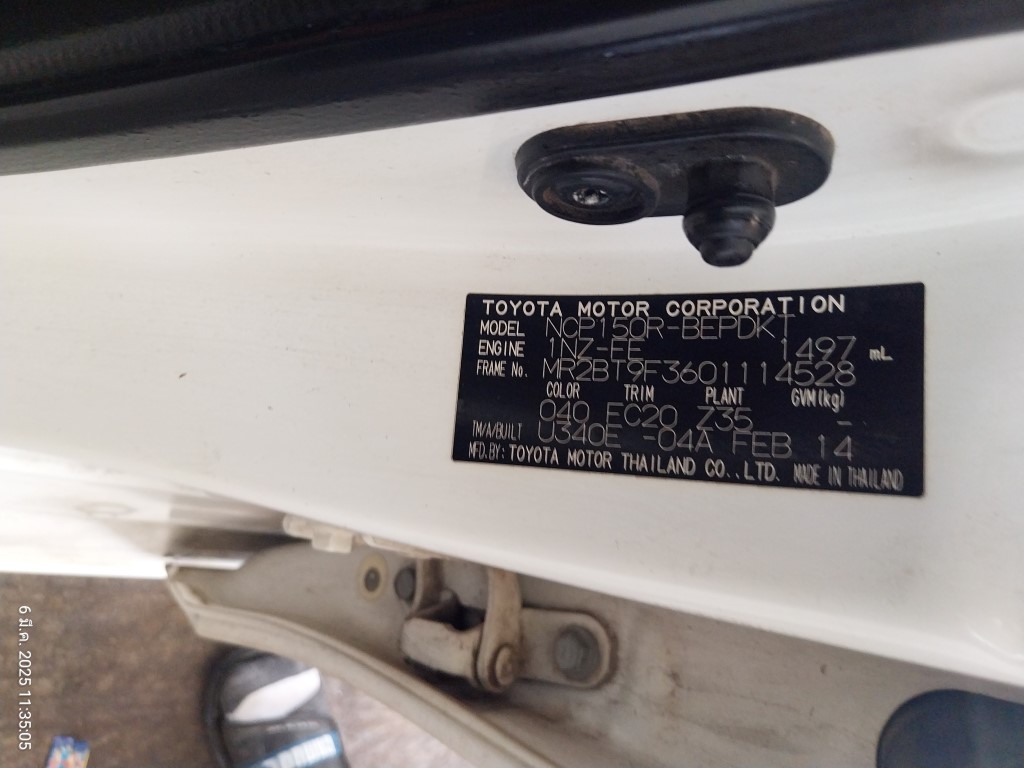 TOYOTA MOTOR CORPORATION
MODEL NCP150R-BEPDKT
ENGINE 1NZ-FE 1497 mL
FRAME No. MR2BT9F3601114528
COLOR TRIM PLANT GVM(kg)
040 FC20 Z35 -
TM/A/BUILT U340E -04A FEB 14
MFD.BY: TOYOTA MOTOR THAILAND CO.,LTD. MADE IN THAILAND
6 มี.ค. 2025 11:35:05